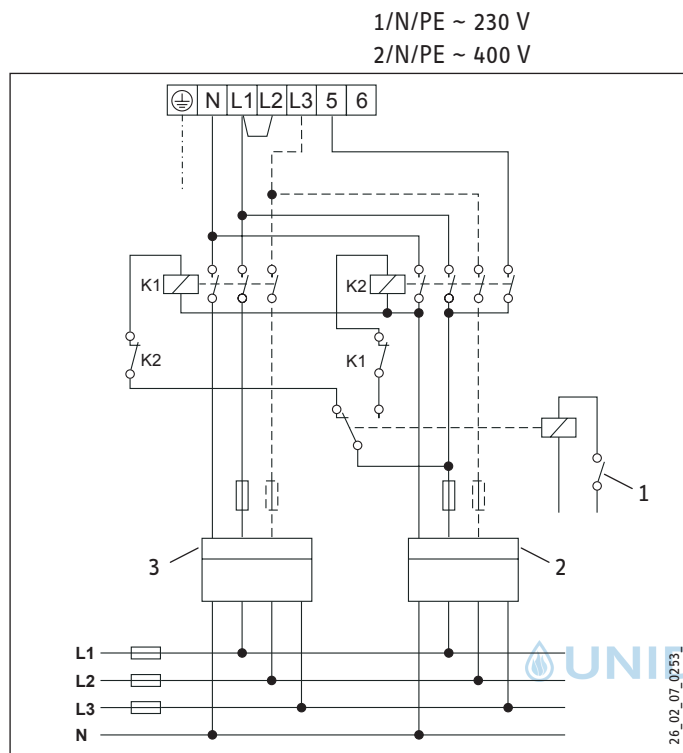 1/N/PE ~ 230 V
2/N/PE ~ 400 V
N L1 L2 L3 5 6
K1
K2
K2
K1
1
3
2
L1
L2
L3
N
UNIE
26_02_07_0253_